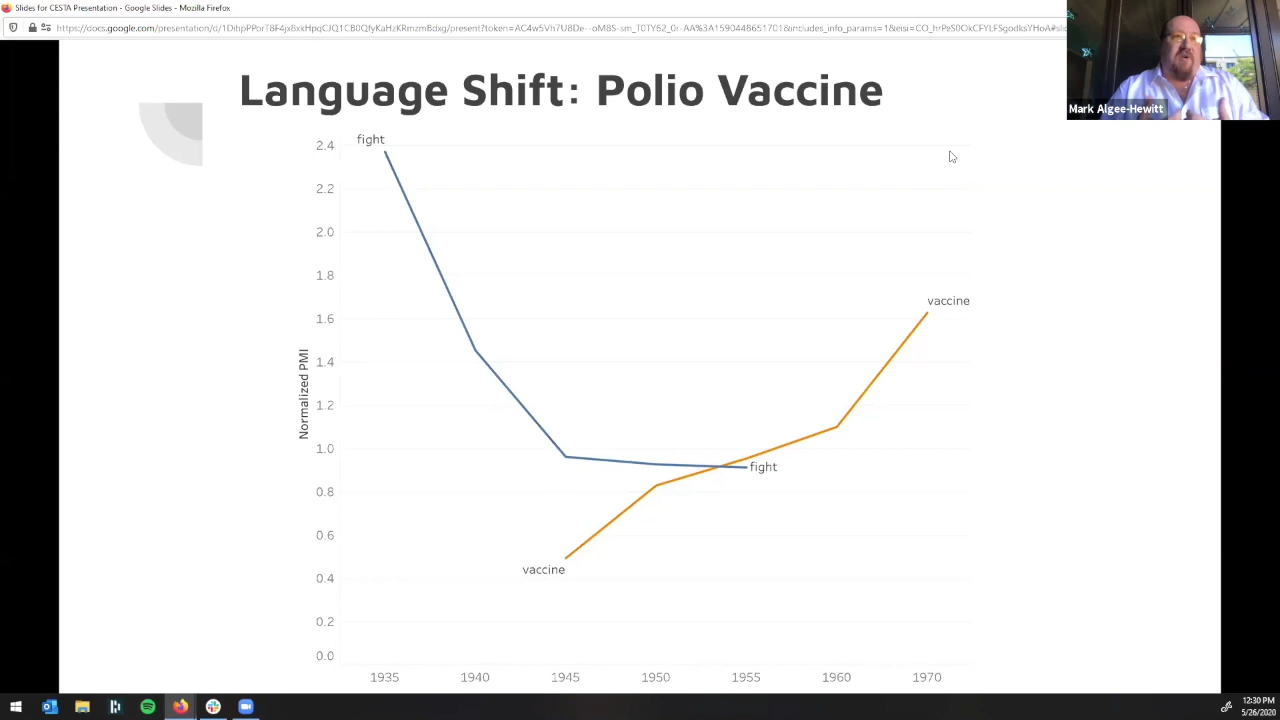 Slides for CESTA Presentation - Google Slides - Mozilla Firefox
Mark Algee-Hewitt
Language Shift: Polio Vaccine
fight
2.4
2.2
2.0
1.8
vaccine
1.6
1.4
Normalized PMI
1.2
1.0
fight
0.8
0.6
vaccine
0.4
0.2
0.0
1935 1940 1945 1950 1955 1960 1970
12:30 PM
5/26/2020